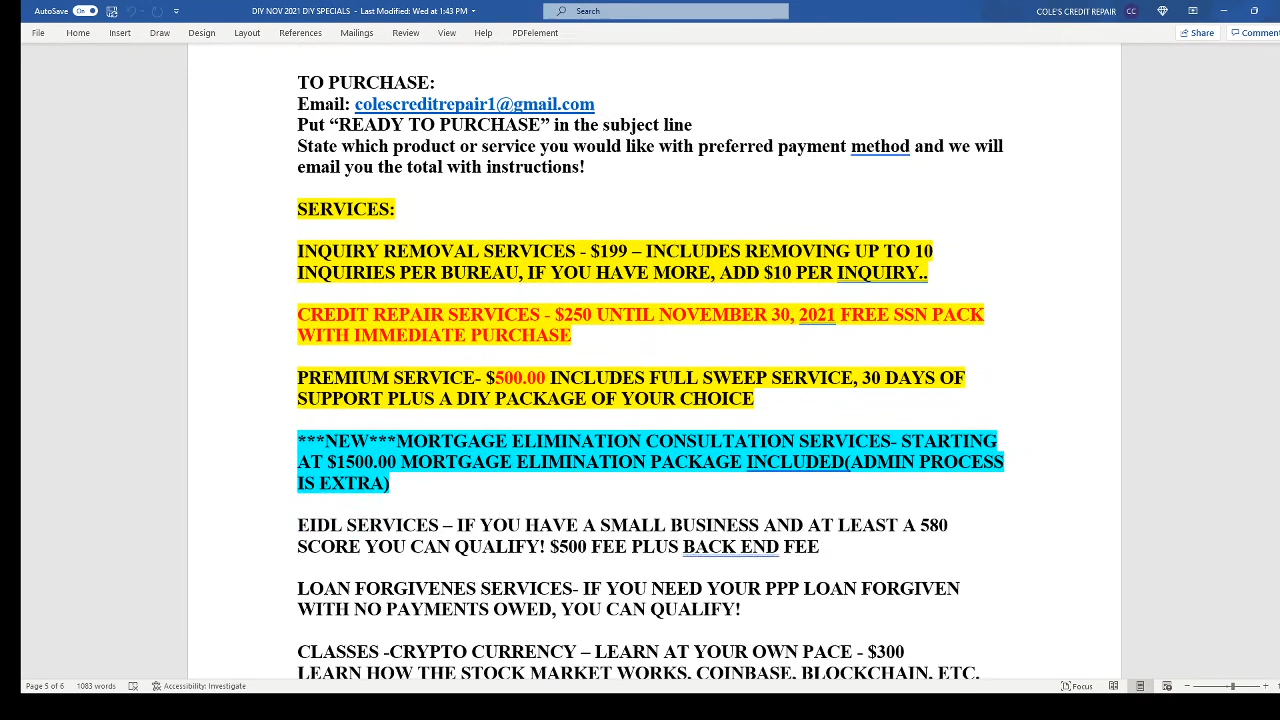 AutoSave On DIY NOV 2021 DIY SPECIALS - Last Modified: Wed at 1:43 PM Search COLE'S CREDIT REPAIR CC
File Home Insert Draw Design Layout References Mailings Review View Help PDFelement Share Comment
TO PURCHASE:
Email: colescreditrepair1@gmail.com
Put “READY TO PURCHASE” in the subject line
State which product or service you would like with preferred payment method and we will
email you the total with instructions!
SERVICES:
INQUIRY REMOVAL SERVICES - $199 – INCLUDES REMOVING UP TO 10
INQUIRIES PER BUREAU, IF YOU HAVE MORE, ADD $10 PER INQUIRY..
CREDIT REPAIR SERVICES - $250 UNTIL NOVEMBER 30, 2021 FREE SSN PACK
WITH IMMEDIATE PURCHASE
PREMIUM SERVICE- $500.00 INCLUDES FULL SWEEP SERVICE, 30 DAYS OF
SUPPORT PLUS A DIY PACKAGE OF YOUR CHOICE
***NEW***MORTGAGE ELIMINATION CONSULTATION SERVICES- STARTING
AT $1500.00 MORTGAGE ELIMINATION PACKAGE INCLUDED(ADMIN PROCESS
IS EXTRA)
EIDL SERVICES – IF YOU HAVE A SMALL BUSINESS AND AT LEAST A 580
SCORE YOU CAN QUALIFY! $500 FEE PLUS BACK END FEE
LOAN FORGIVENES SERVICES- IF YOU NEED YOUR PPP LOAN FORGIVEN
WITH NO PAYMENTS OWED, YOU CAN QUALIFY!
CLASSES -CRYPTO CURRENCY – LEARN AT YOUR OWN PACE - $300
LEARN HOW THE STOCK MARKET WORKS, COINBASE, BLOCKCHAIN, ETC.
Page 5 of 6 1083 words Accessibility: Investigate Focus